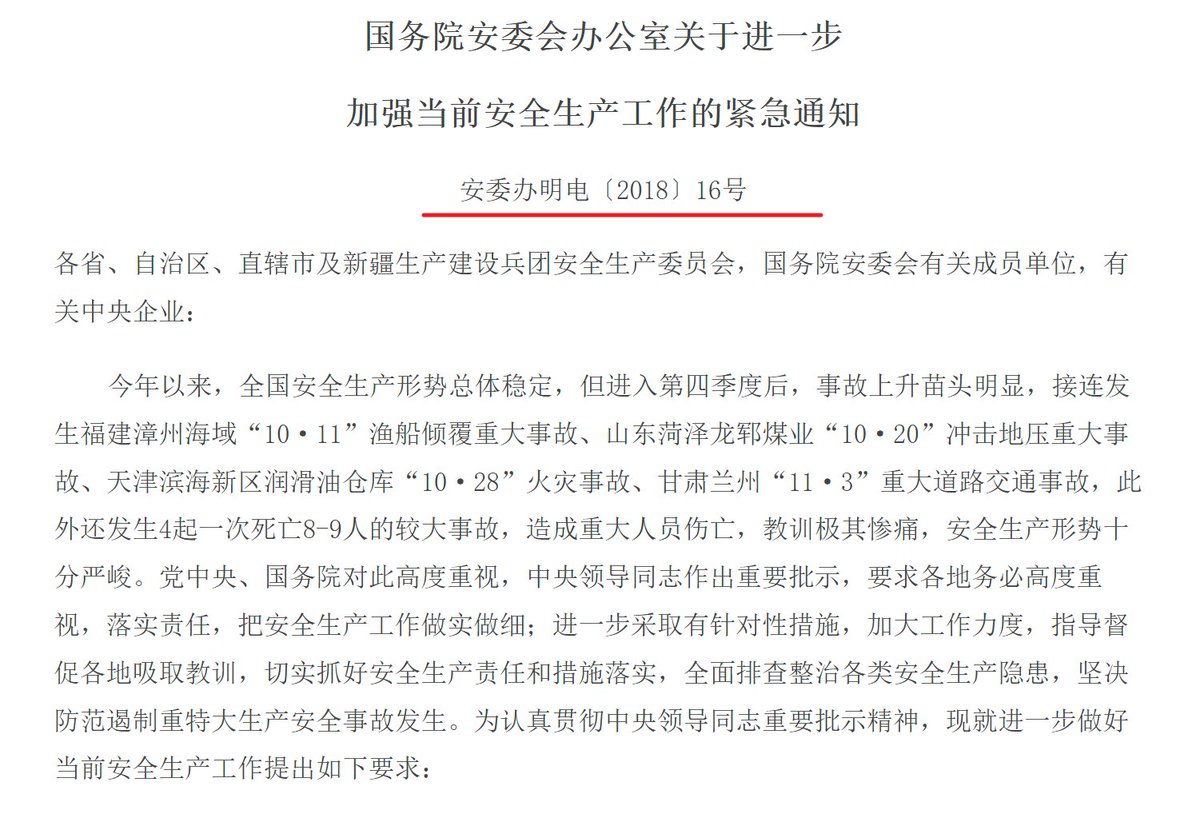 国务院安委会办公室关于进一步
加强当前安全生产工作的紧急通知
安委办明电〔2018〕16号
各省、自治区、直辖市及新疆生产建设兵团安全生产委员会，国务院安委会有关成员单位，有
关中央企业：
今年以来，全国安全生产形势总体稳定，但进入第四季度后，事故上升苗头明显，接连发
生福建漳州海域“10·11”渔船倾覆重大事故、山东菏泽龙郓煤业“10·20”冲击地压重大事
故、天津滨海新区润滑油仓库“10·28”火灾事故、甘肃兰州“11·3”重大道路交通事故，此
外还发生4起一次死亡8-9人的较大事故，造成重大人员伤亡，教训极其惨痛，安全生产形势十
分严峻。党中央、国务院对此高度重视，中央领导同志作出重要批示，要求各地务必高度重
视，落实责任，把安全生产工作做实做细；进一步采取有针对性措施，加大工作力度，指导督
促各地吸取教训，切实抓好安全生产责任和措施落实，全面排查整治各类安全生产隐患，坚决
防范遏制重特大生产安全事故发生。为认真贯彻中央领导同志重要批示精神，现就进一步做好
当前安全生产工作提出如下要求：